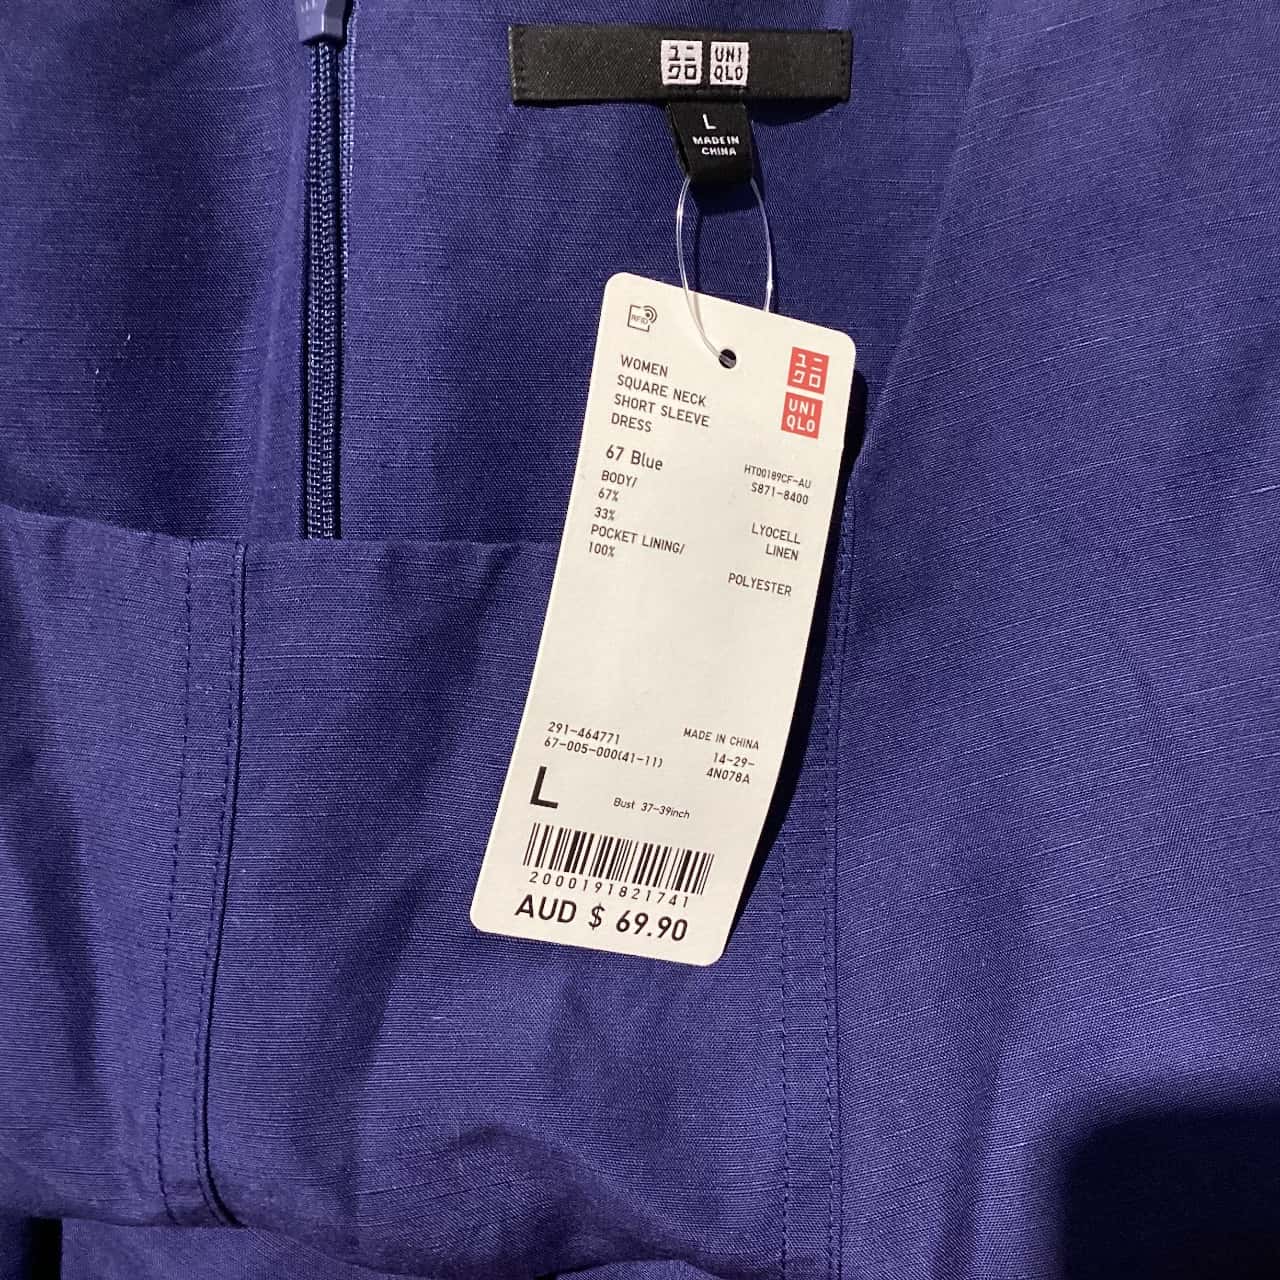 ユニ UNI
クロ QLO
L
MADE IN
CHINA
RFID
ユニ
クロ
UNI
QLO
WOMEN
SQUARE NECK
SHORT SLEEVE
DRESS
67 Blue
HT00189CF-AU
S871-8400
BODY/
67% LYOCELL
33% LINEN
POCKET LINING/
100% POLYESTER
291-464771 MADE IN CHINA
67-005-000(41-11) 14-29-
4N078A
L Bust 37-39inch
2000191821741
AUD $ 69.90